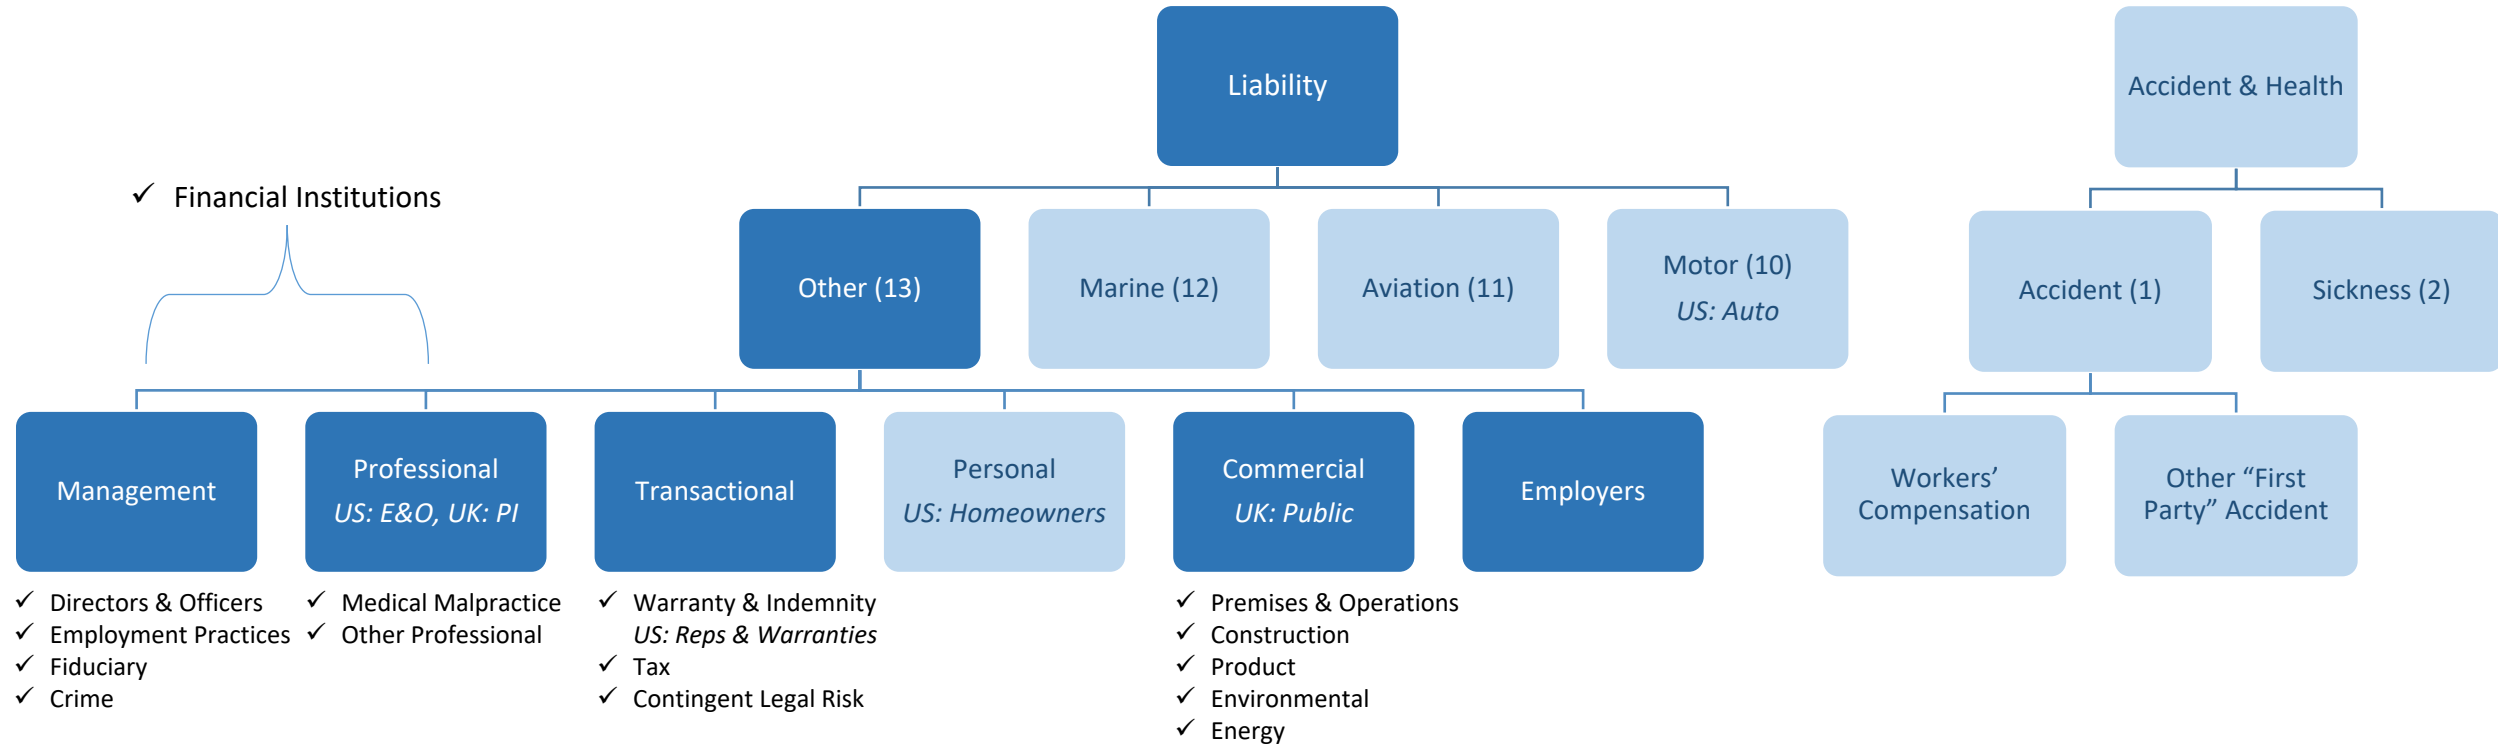 Liability
Accident & Health
✓ Financial Institutions
Other (13)
Marine (12)
Aviation (11)
Motor (10)
US: Auto
Accident (1)
Sickness (2)
Management
Professional
US: E&O, UK: PI
Transactional
Personal
US: Homeowners
Commercial
UK: Public
Employers
Workers’
Compensation
Other “First
Party” Accident
✓ Directors & Officers
✓ Employment Practices
✓ Fiduciary
✓ Crime
✓ Medical Malpractice
✓ Other Professional
✓ Warranty & Indemnity
US: Reps & Warranties
✓ Tax
✓ Contingent Legal Risk
✓ Premises & Operations
✓ Construction
✓ Product
✓ Environmental
✓ Energy